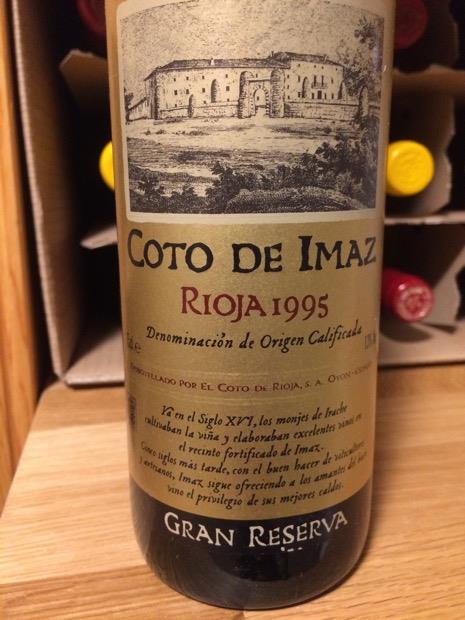 COTO DE IMAZ
RIOJA 1995
Denominación de Origen Calificada
EMBOTELLADO POR EL COTO DE RIOJA, S. A. OYON-
Ya en el Siglo XVI, los monjes de Irache
cultivaban la viña y elaboraban excelentes vinos en
el recinto fortificado de Imaz.
Cinco siglos más tarde, con el buen hacer de viticultores
y artesanos, Imaz sigue ofreciendo a los amantes del buen
vino el privilegio de sus mejores caldos.
GRAN RESERVA